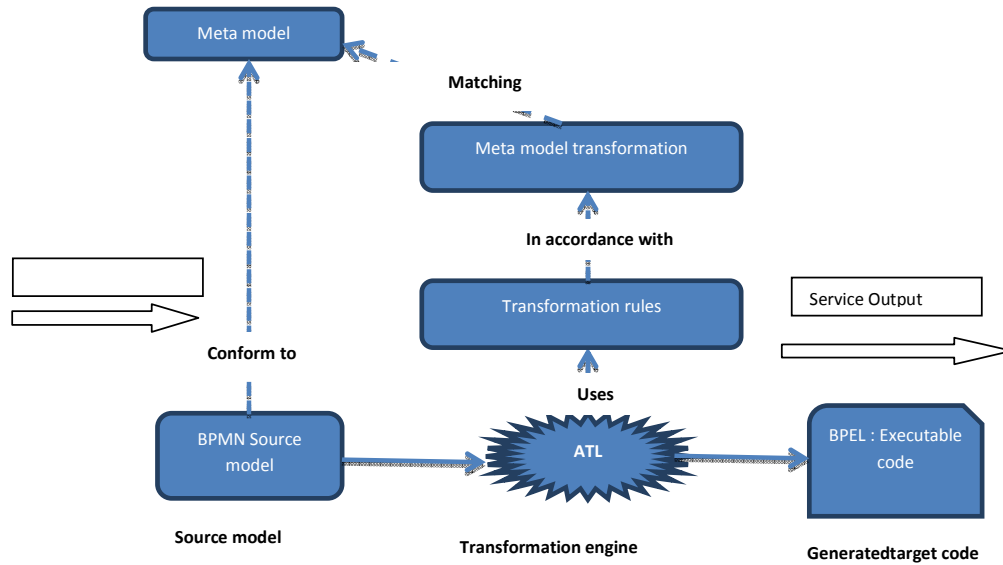 Meta model
Matching
Meta model transformation
In accordance with
Transformation rules
Service Output
Conform to
Uses
BPMN Source
model
ATL
BPEL : Executable
code
Source model
Transformation engine
Generatedtarget code